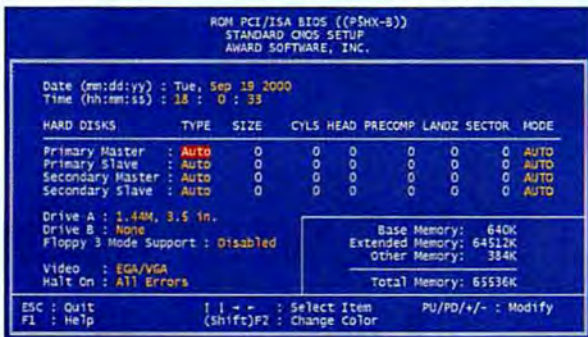 ROM PCI/ISA BIOS ((P5HX-B))
STANDARD CMOS SETUP
AWARD SOFTWARE, INC.
Date (mm:dd:yy) : Tue, Sep 19 2000
Time (hh:mm:ss) : 18 : 0 : 33
HARD DISKS TYPE SIZE CYLS HEAD PRECOMP LANDZ SECTOR MODE
Primary Master : Auto 0 0 0 0 0 0 AUTO
Primary Slave : Auto 0 0 0 0 0 0 AUTO
Secondary Master : Auto 0 0 0 0 0 0 AUTO
Secondary Slave : Auto 0 0 0 0 0 0 AUTO
Drive A : 1.44M, 3.5 in.
Drive B : None
Floppy 3 Mode Support : Disabled
Video : EGA/VGA
Halt On : All Errors
Base Memory: 640K
Extended Memory: 64512K
Other Memory: 384K
Total Memory: 65536K
ESC : Quit ↑ ↓ → ← : Select Item PU/PD/+/- : Modify
F1 : Help (Shift)F2 : Change Color